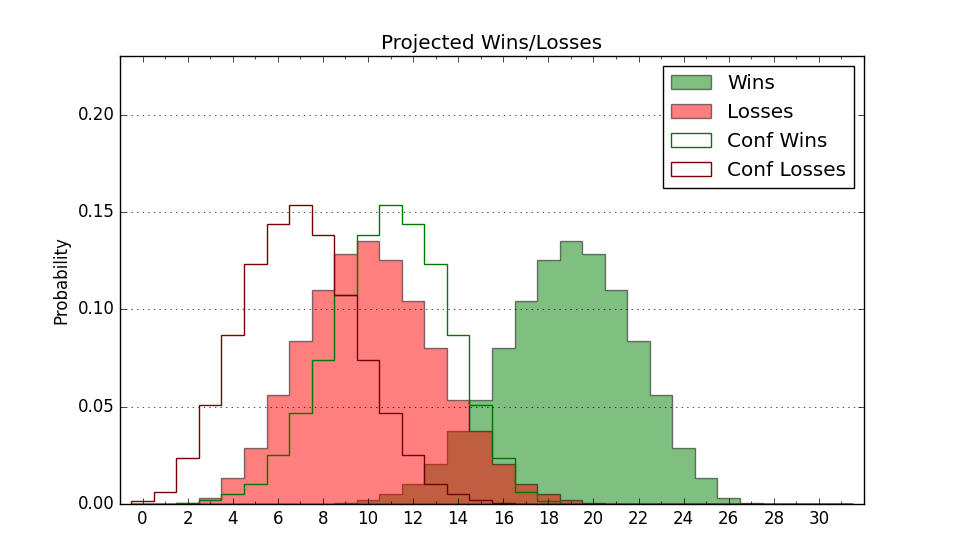 Projected Wins/Losses
Wins
Losses
Conf Wins
Conf Losses
Probability
0.20
0.15
0.10
0.05
0.00
0 2 4 6 8 10 12 14 16 18 20 22 24 26 28 30